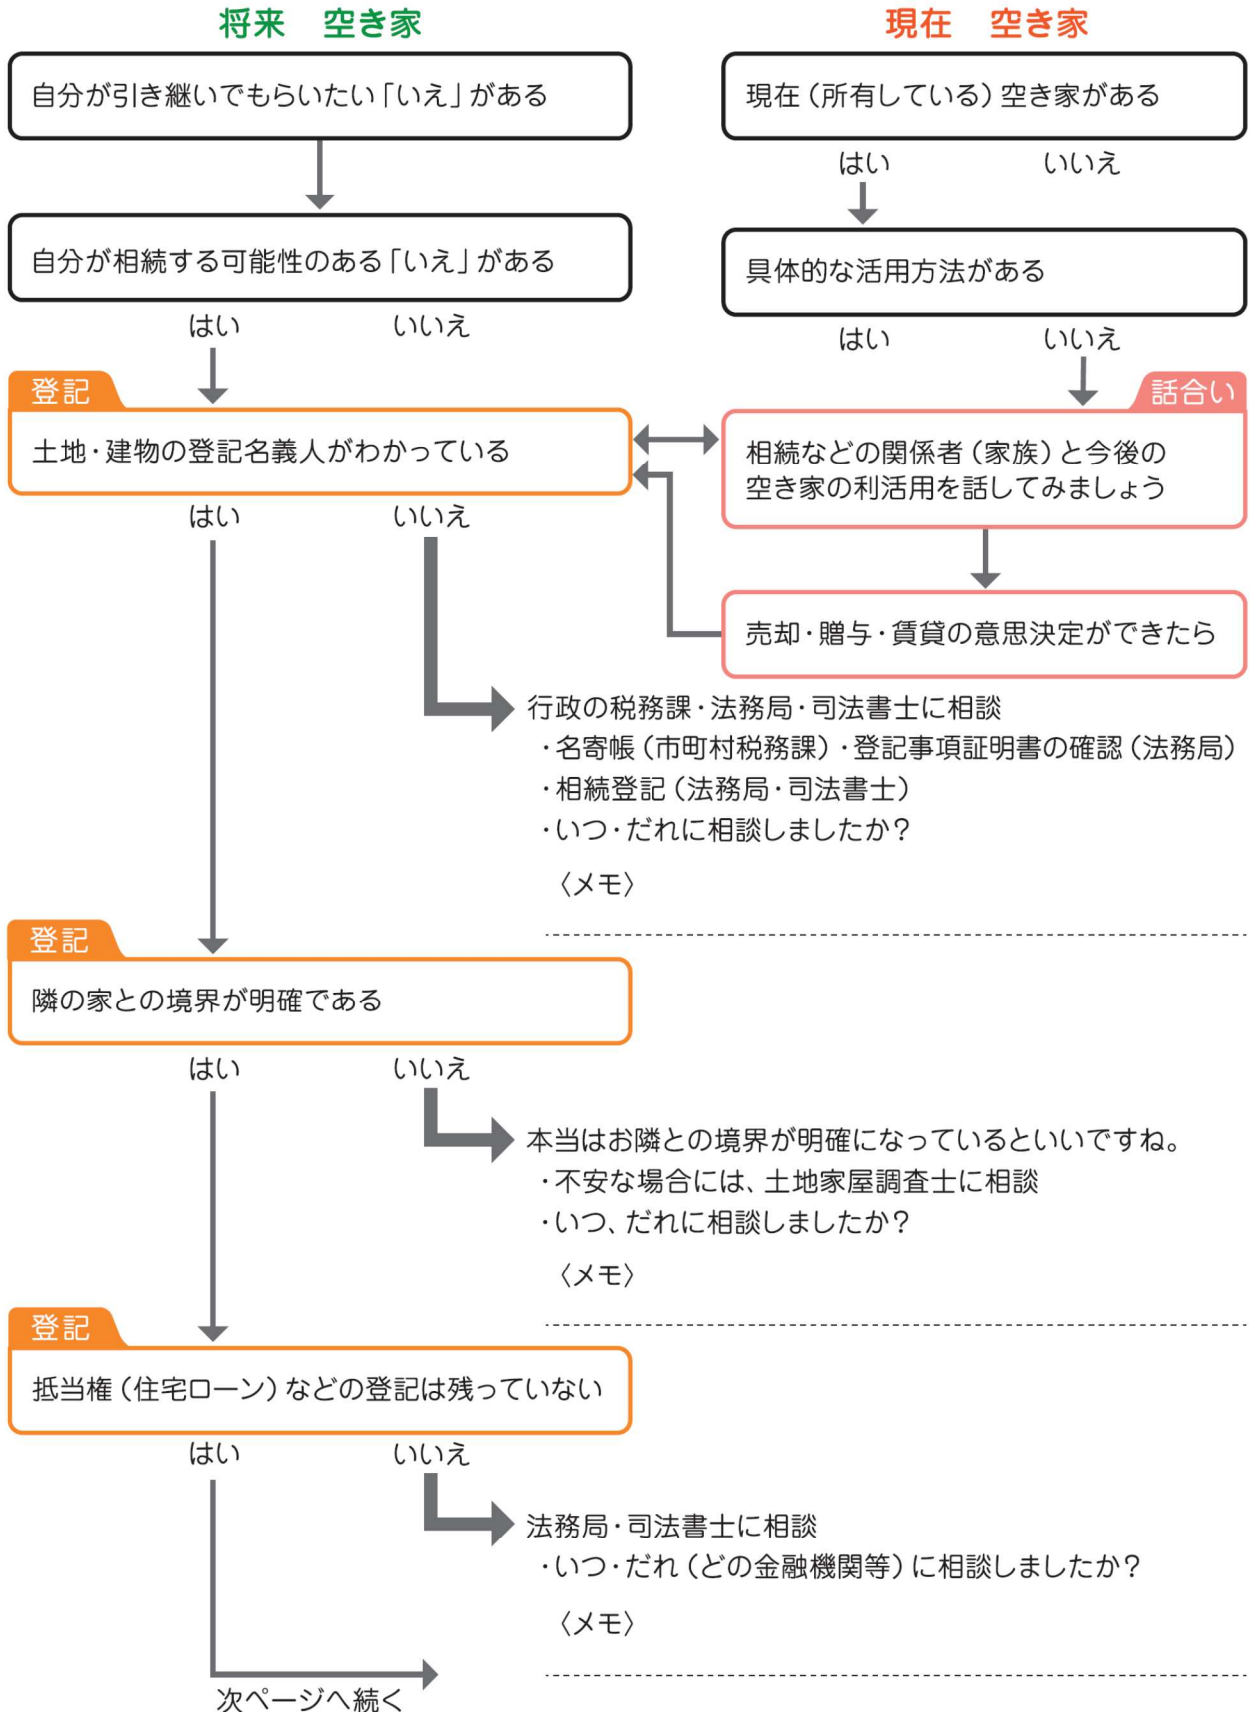 将来　空き家
自分が引き継いでもらいたい「いえ」がある
自分が相続する可能性のある「いえ」がある
はい　いいえ
現在　空き家
現在（所有している）空き家がある
はい　いいえ
具体的な活用方法がある
はい　いいえ
話合い
相続などの関係者（家族）と今後の
空き家の利活用を話してみましょう
売却・贈与・賃貸の意思決定ができたら
登記
土地・建物の登記名義人がわかっている
はい　いいえ
行政の税務課・法務局・司法書士に相談
・名寄帳（市町村税務課）・登記事項証明書の確認（法務局）
・相続登記（法務局・司法書士）
・いつ・だれに相談しましたか？
〈メモ〉
登記
隣の家との境界が明確である
はい　いいえ
本当はお隣との境界が明確になっているといいですね。
・不安な場合には、土地家屋調査士に相談
・いつ、だれに相談しましたか？
〈メモ〉
登記
抵当権（住宅ローン）などの登記は残っていない
はい　いいえ
法務局・司法書士に相談
・いつ・だれ（どの金融機関等）に相談しましたか？
〈メモ〉
次ページへ続く